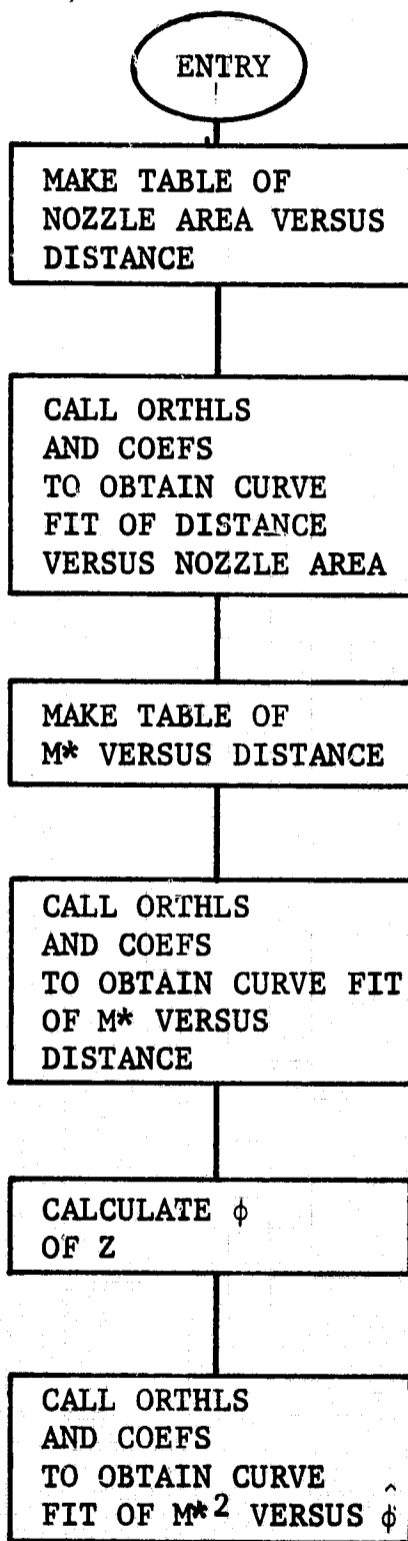 ENTRY
MAKE TABLE OF
NOZZLE AREA VERSUS
DISTANCE
CALL ORTHLS
AND COEFS
TO OBTAIN CURVE
FIT OF DISTANCE
VERSUS NOZZLE AREA
MAKE TABLE OF
M* VERSUS DISTANCE
CALL ORTHLS
AND COEFS
TO OBTAIN CURVE FIT
OF M* VERSUS
DISTANCE
CALCULATE ϕ
OF Z
CALL ORTHLS
AND COEFS
TO OBTAIN CURVE
FIT OF M*² VERSUS ϕ̂